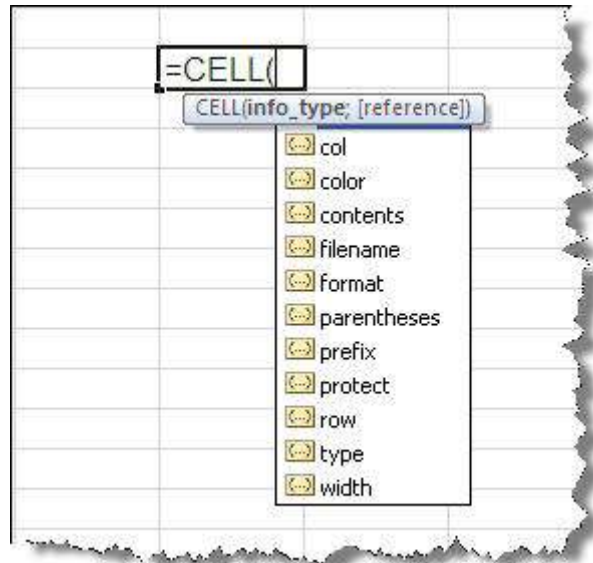 =CELL(
CELL(info_type; [reference])
col
color
contents
filename
format
parentheses
prefix
protect
row
type
width